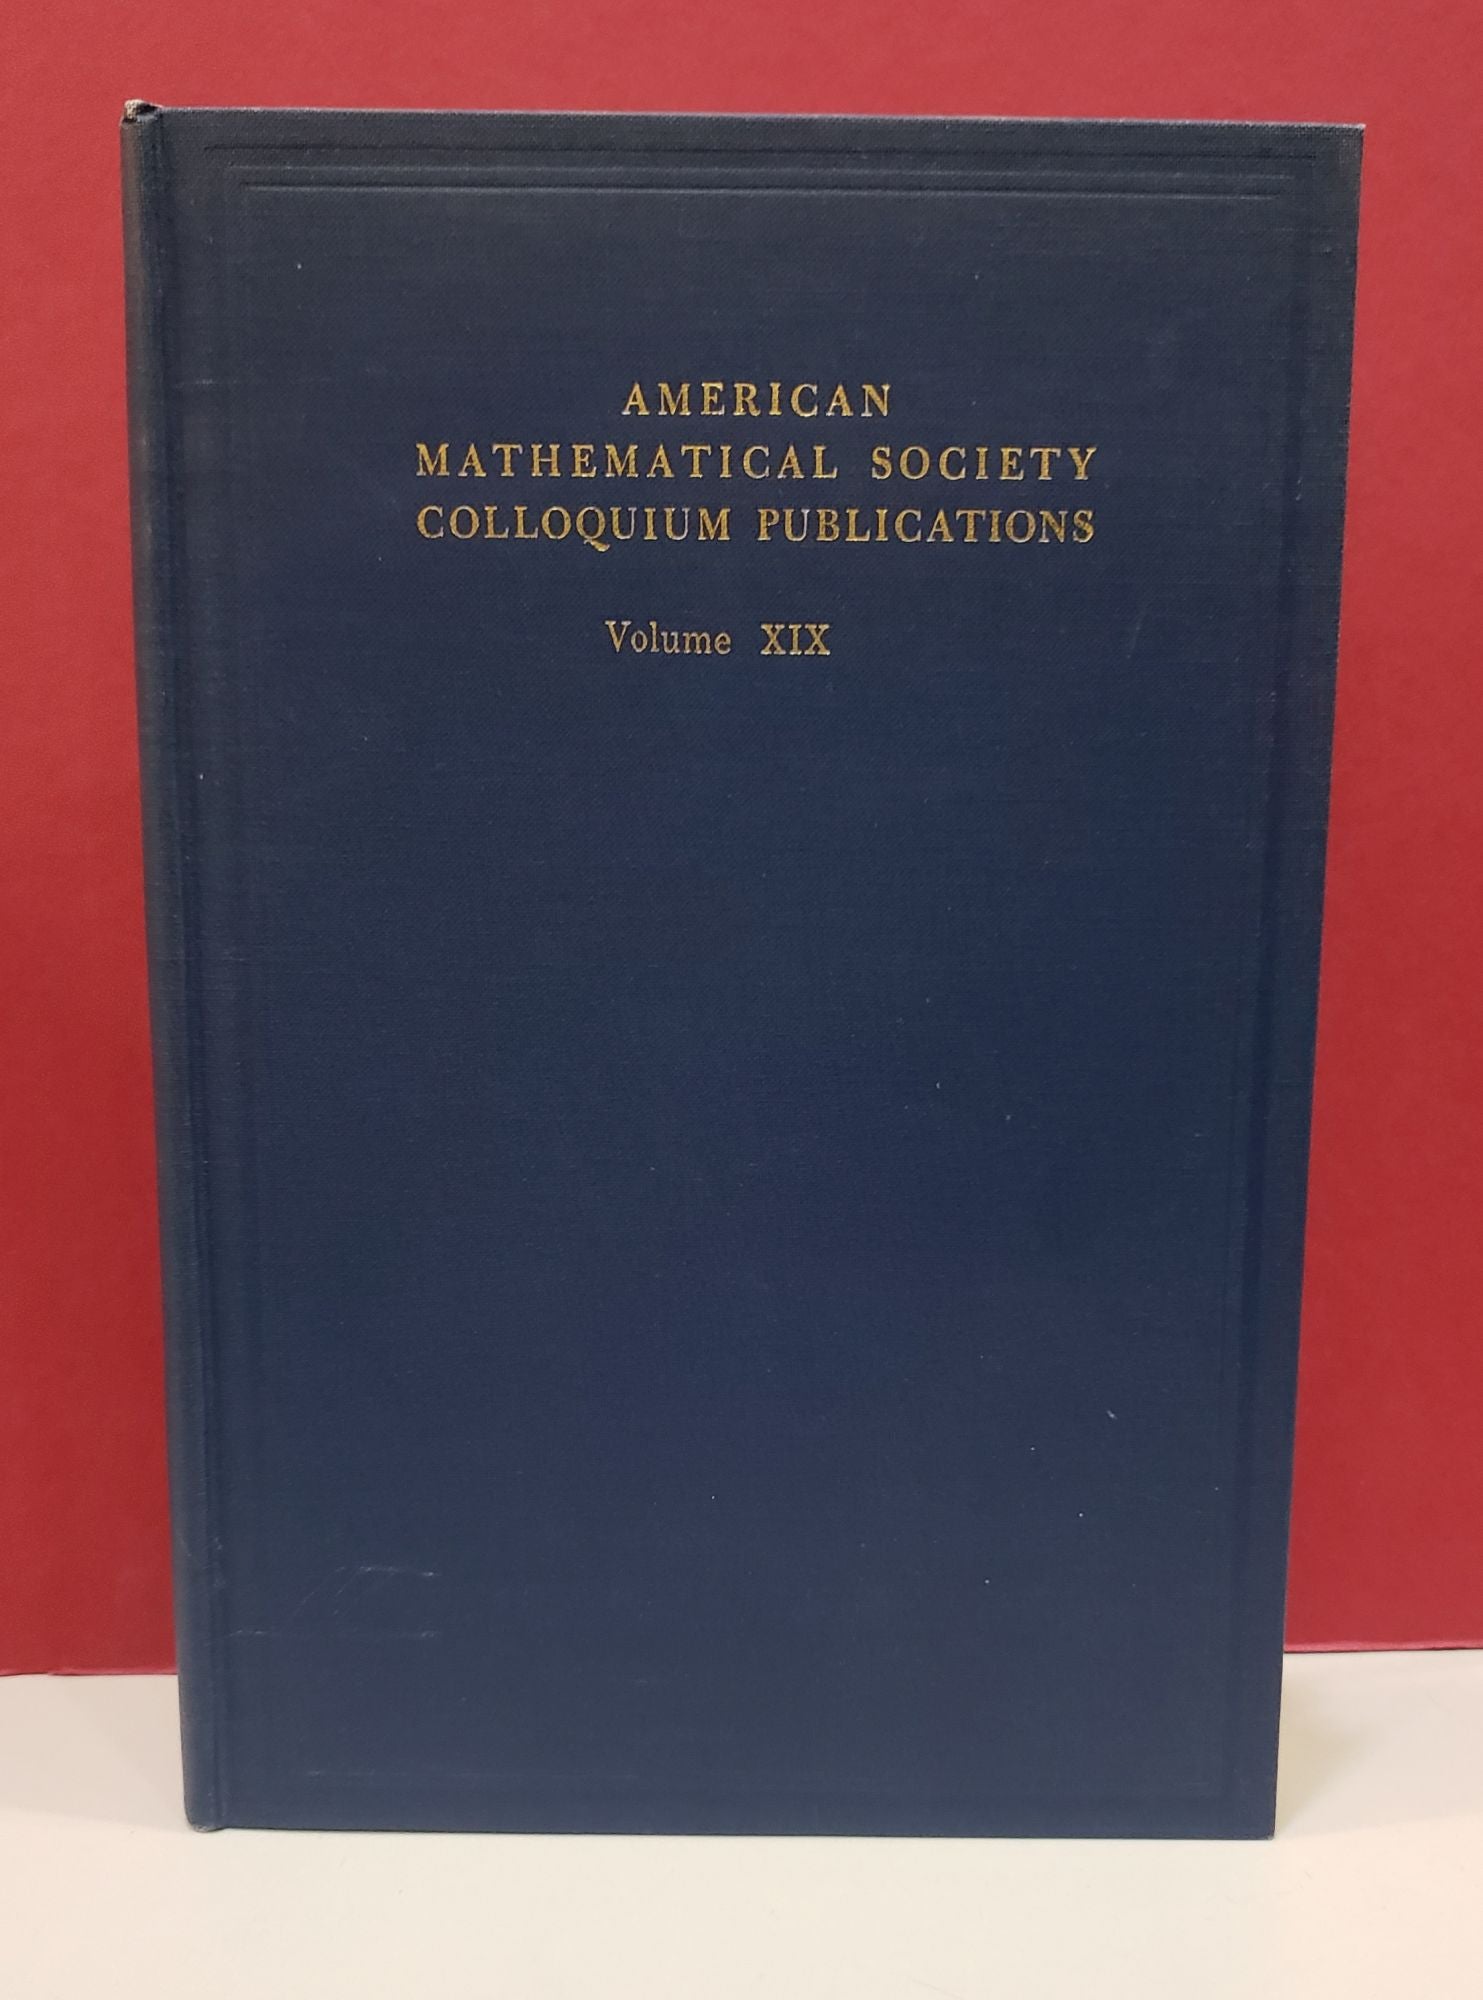 AMERICAN
MATHEMATICAL SOCIETY
COLLOQUIUM PUBLICATIONS
Volume XIX